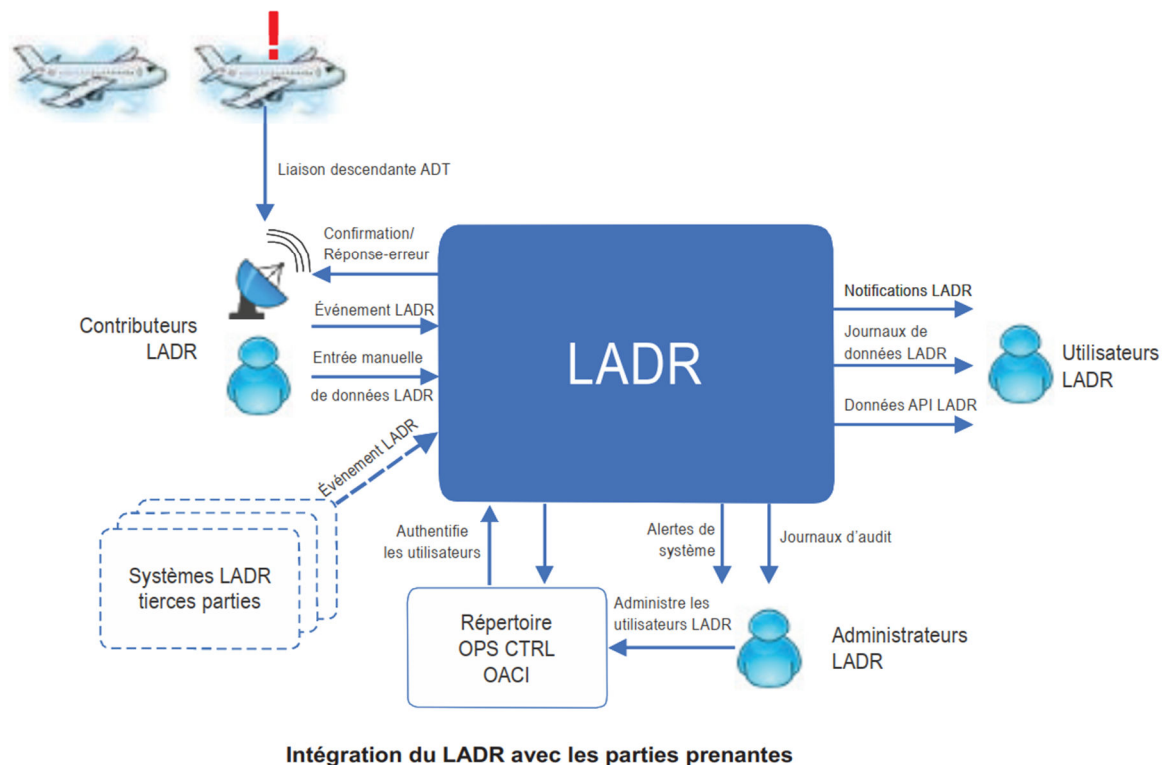 !
Liaison descendante ADT
Confirmation/
Réponse-erreur
Contributeurs
LADR
Événement LADR
Entrée manuelle
de données LADR
LADR
Notifications LADR
Journaux de
données LADR
Données API LADR
Utilisateurs
LADR
Événement LADR
Systèmes LADR
tierces parties
Authentifie
les utilisateurs
Alertes de
système
Journaux d'audit
Répertoire
OPS CTRL
OACI
Administre les
utilisateurs LADR
Administrateurs
LADR
Intégration du LADR avec les parties prenantes